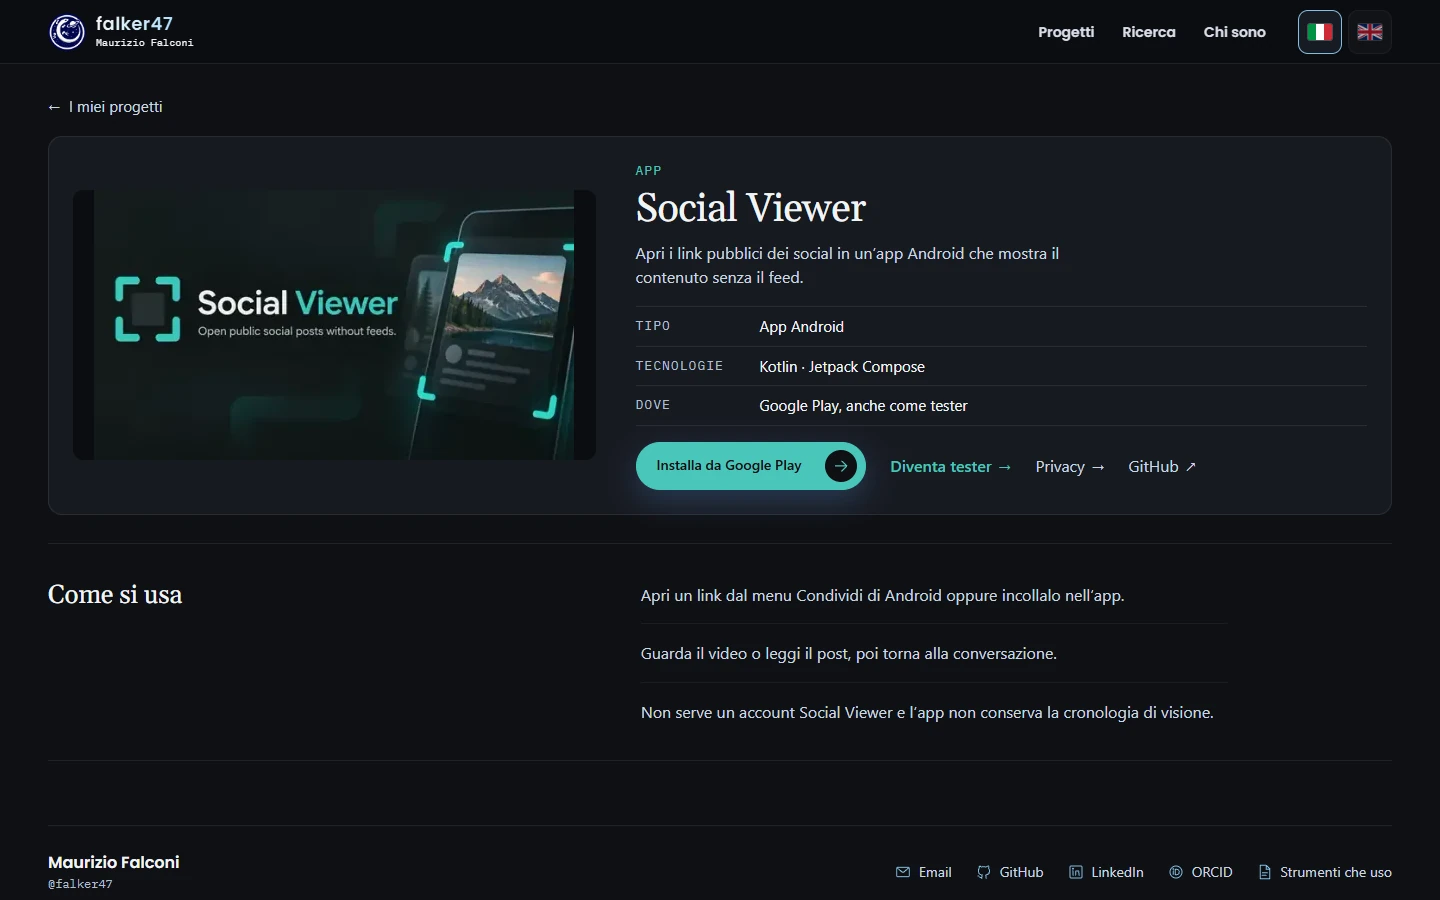 falker47
Maurizio Falconi
Progetti
Ricerca
Chi sono
← I miei progetti
Social Viewer
Open public social posts without feeds.
APP
Social Viewer
Apri i link pubblici dei social in un'app Android che mostra il
contenuto senza il feed.
TIPO
App Android
TECNOLOGIE
Kotlin · Jetpack Compose
DOVE
Google Play, anche come tester
Installa da Google Play →
Diventa tester →
Privacy →
GitHub ↗
Come si usa
Apri un link dal menu Condividi di Android oppure incollalo nell'app.
Guarda il video o leggi il post, poi torna alla conversazione.
Non serve un account Social Viewer e l'app non conserva la cronologia di visione.
Maurizio Falconi
@falker47
Email
GitHub
LinkedIn
ORCID
Strumenti che uso